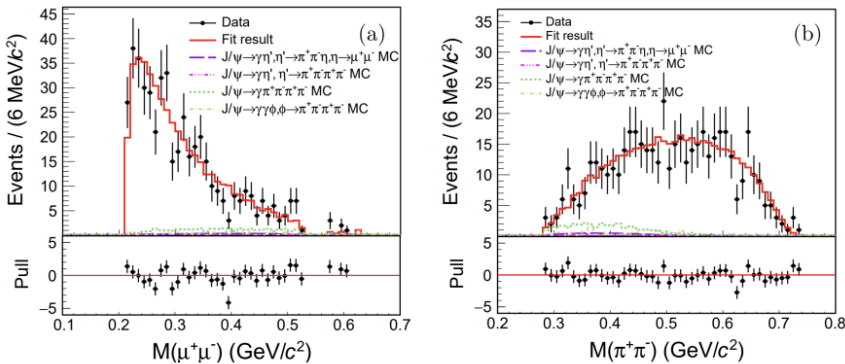 (a)
Data
Fit result
J/ψ→γη′,η′→π⁺π⁻η,η→μ⁺μ⁻ MC
J/ψ→γη′, η′→π⁺π⁻π⁺π⁻ MC
J/ψ→γπ⁺π⁻π⁺π⁻ MC
J/ψ→γγϕ,ϕ→π⁺π⁻π⁺π⁻ MC
Events / (6 MeV/c²)
45
40
35
30
25
20
15
10
5
0
Pull
5
0
−5
0.1 0.2 0.3 0.4 0.5 0.6 0.7
M(μ⁺μ⁻) (GeV/c²)
(b)
Data
Fit result
J/ψ→γη′,η′→π⁺π⁻η,η→μ⁺μ⁻ MC
J/ψ→γη′, η′→π⁺π⁻π⁺π⁻ MC
J/ψ→γπ⁺π⁻π⁺π⁻ MC
J/ψ→γγϕ,ϕ→π⁺π⁻π⁺π⁻ MC
Events / (6 MeV/c²)
35
30
25
20
15
10
5
0
Pull
5
0
−5
0.2 0.3 0.4 0.5 0.6 0.7 0.8
M(π⁺π⁻) (GeV/c²)